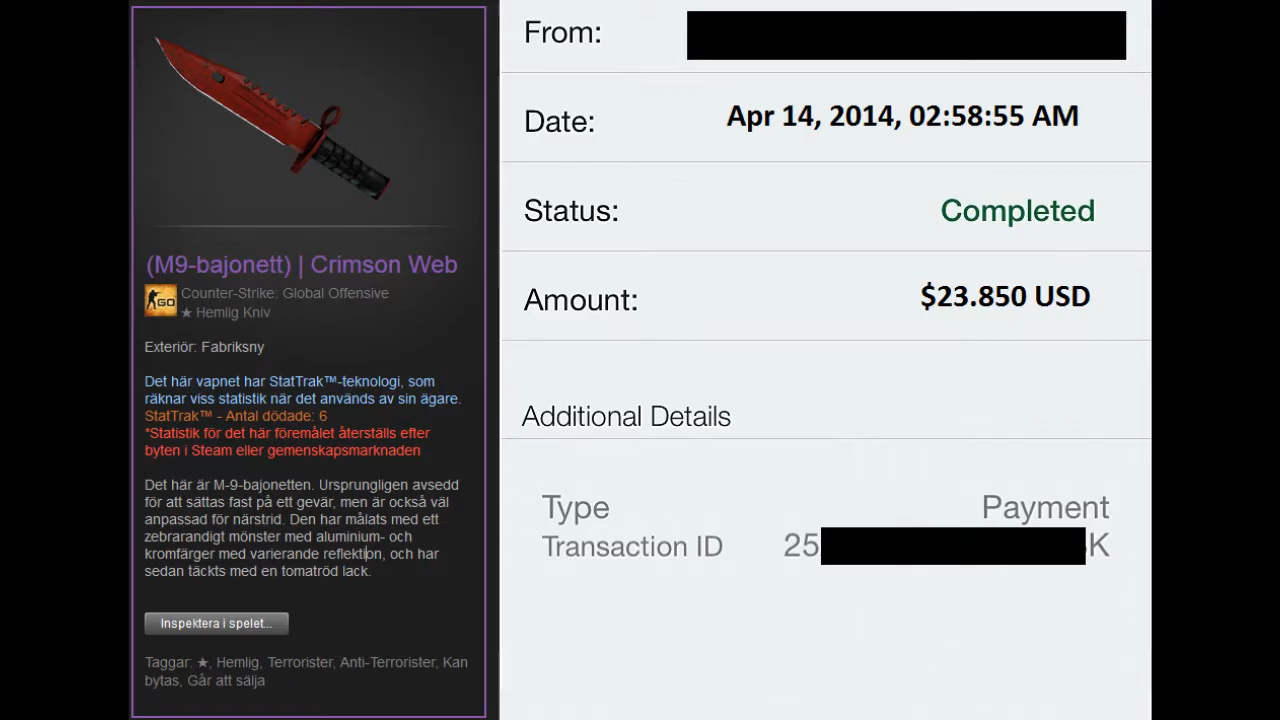 (M9-bajonett) | Crimson Web
GO
Counter-Strike: Global Offensive
★ Hemlig Kniv
Exteriör: Fabriksny
Det här vapnet har StatTrak™-teknologi, som
räknar viss statistik när det används av sin ägare.
StatTrak™ - Antal dödade: 6
*Statistik för det här föremålet återställs efter
byten i Steam eller gemenskapsmarknaden
Det här är M-9-bajonetten. Ursprungligen avsedd
för att sättas fast på ett gevär, men är också väl
anpassad för närstrid. Den har målats med ett
zebrarandigt mönster med aluminium- och
kromfärger med varierande reflektion, och har
sedan täckts med en tomatröd lack.
Inspektera i spelet...
Taggar: ★, Hemlig, Terrorister, Anti-Terrorister, Kan
bytas, Går att sälja
From:
Date: Apr 14, 2014, 02:58:55 AM
Status: Completed
Amount: $23.850 USD
Additional Details
Type Payment
Transaction ID 25 K